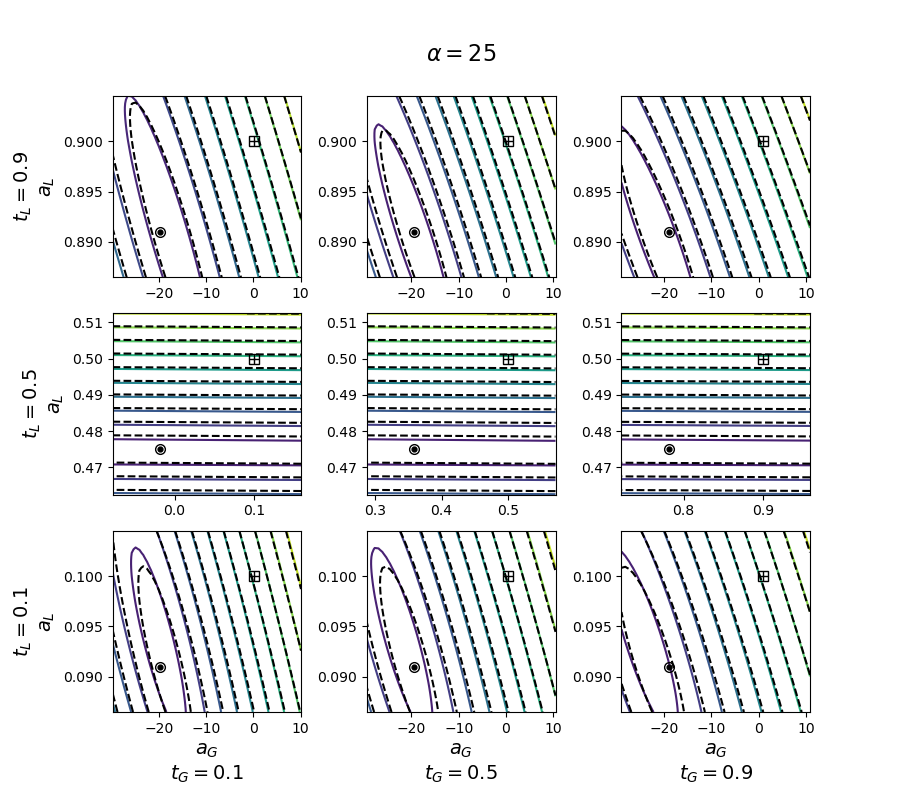 α = 25
t_L = 0.9
a_L
0.900
0.895
0.890
−20 −10 0 10
0.900
0.895
0.890
−20 −10 0 10
0.900
0.895
0.890
−20 −10 0 10
t_L = 0.5
a_L
0.51
0.50
0.49
0.48
0.47
0.0 0.1
0.51
0.50
0.49
0.48
0.47
0.3 0.4 0.5
0.51
0.50
0.49
0.48
0.47
0.8 0.9
t_L = 0.1
a_L
0.100
0.095
0.090
−20 −10 0 10
a_G
t_G = 0.1
0.100
0.095
0.090
−20 −10 0 10
a_G
t_G = 0.5
0.100
0.095
0.090
−20 −10 0 10
a_G
t_G = 0.9